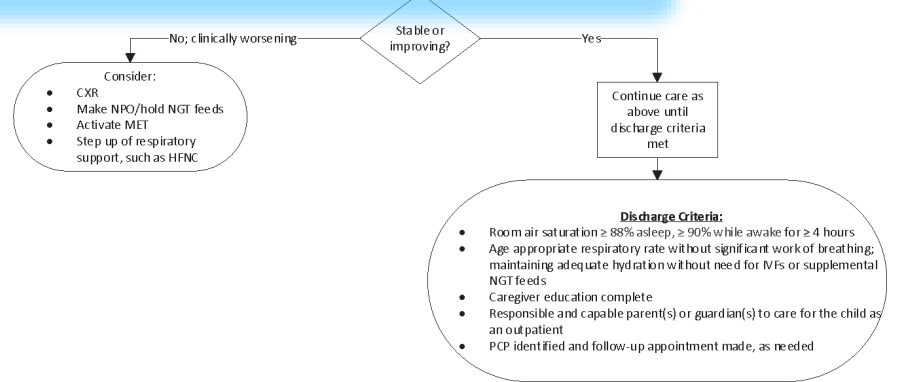 Stable or
improving?
No; clinically worsening
Yes
Consider:
• CXR
• Make NPO/hold NGT feeds
• Activate MET
• Step up of respiratory
support, such as HFNC
Continue care as
above until
discharge criteria
met
Discharge Criteria:
• Room air saturation ≥ 88% asleep, ≥ 90% while awake for ≥ 4 hours
• Age appropriate respiratory rate without significant work of breathing;
maintaining adequate hydration without need for IVFs or supplemental
NGT feeds
• Caregiver education complete
• Responsible and capable parent(s) or guardian(s) to care for the child as
an outpatient
• PCP identified and follow-up appointment made, as needed